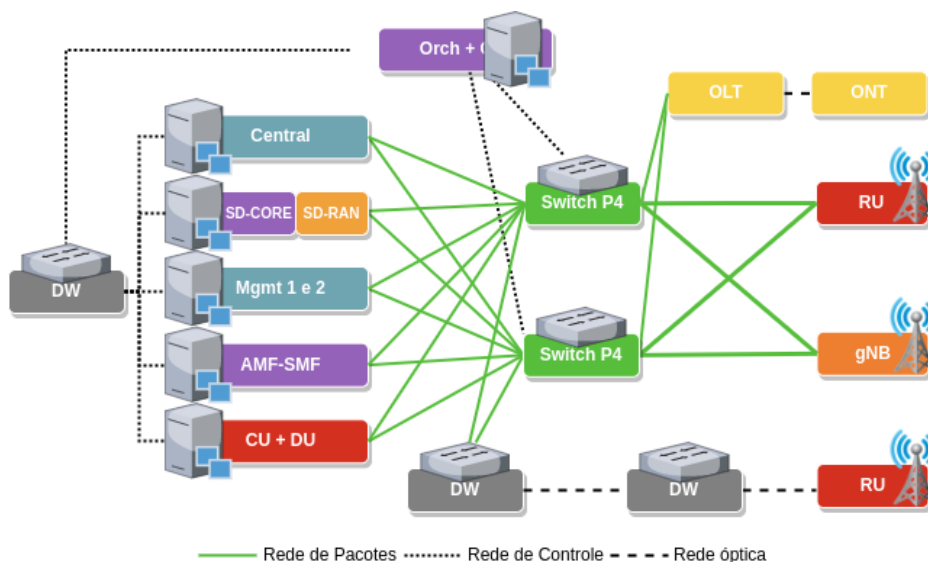 Orch +
OLT
ONT
Central
SD-CORE
SD-RAN
Switch P4
RU
DW
Mgmt 1 e 2
AMF-SMF
Switch P4
gNB
CU + DU
DW
DW
RU
Rede de Pacotes
Rede de Controle
Rede óptica